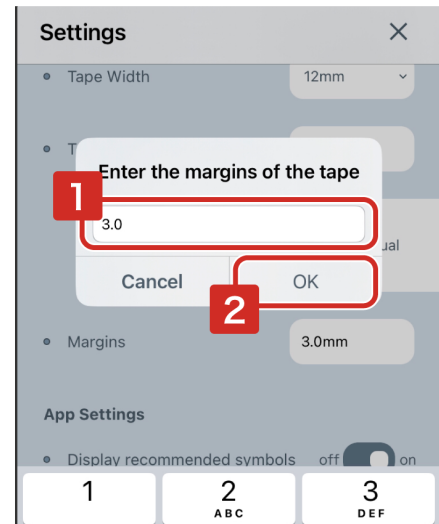 Settings
Tape Width 12mm
T
Enter the margins of the tape
1
3.0
ual
Cancel OK
2
Margins 3.0mm
App Settings
Display recommended symbols off on
1 2 3
ABC DEF